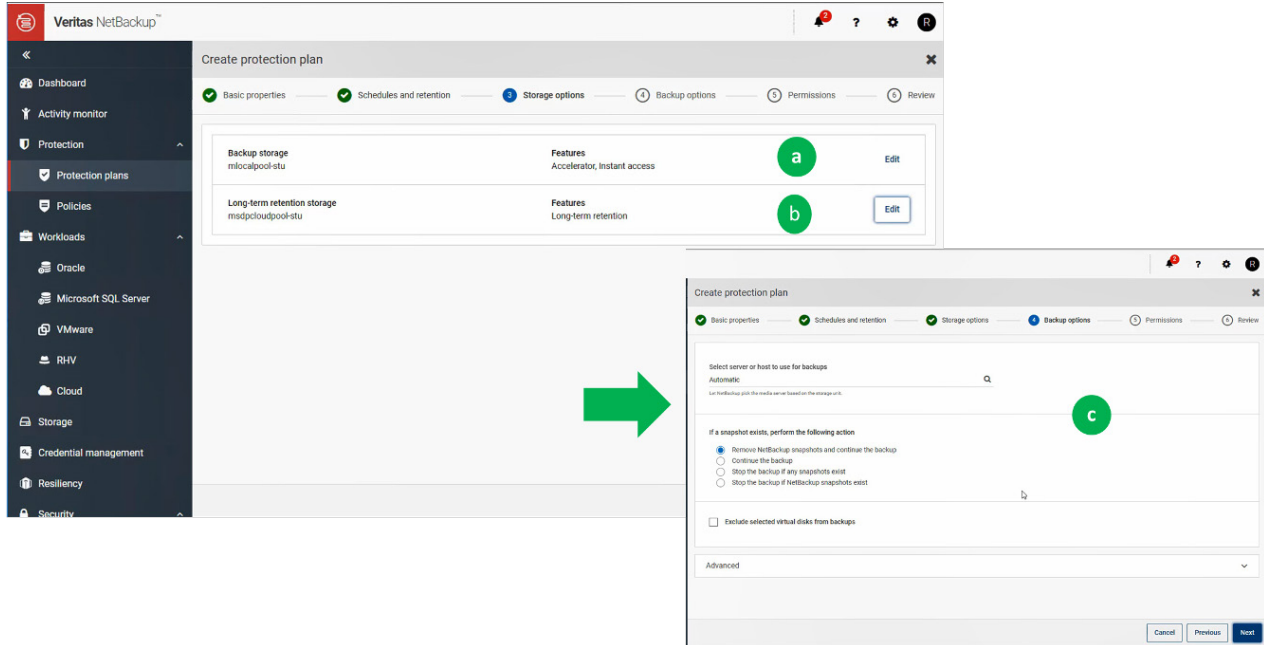 Veritas NetBackup™
2
?
R
«
Dashboard
Activity monitor
Protection
Protection plans
Policies
Workloads
Oracle
Microsoft SQL Server
VMware
RHV
Cloud
Storage
Credential management
Resiliency
Security
Create protection plan
Basic properties
Schedules and retention
3 Storage options
4 Backup options
5 Permissions
6 Review
Backup storage
mlocalpool-stu
Features
Accelerator, Instant access
a
Edit
Long-term retention storage
msdpcloudpool-stu
Features
Long-term retention
b
Edit
2
?
R
Create protection plan
Basic properties
Schedules and retention
Storage options
4 Backup options
5 Permissions
6 Review
Select server or host to use for backups
Automatic
Let NetBackup pick the media server based on the storage unit.
c
If a snapshot exists, perform the following action
Remove NetBackup snapshots and continue the backup
Continue the backup
Stop the backup if any snapshots exist
Stop the backup if NetBackup snapshots exist
Exclude selected virtual disks from backups
Advanced
Cancel
Previous
Next